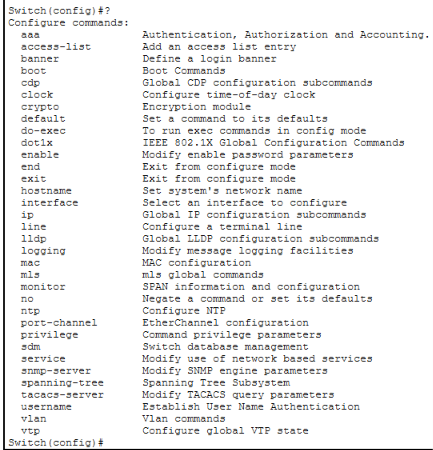 Switch(config)#?
Configure commands:
  aaa                Authentication, Authorization and Accounting.
  access-list        Add an access list entry
  banner             Define a login banner
  boot               Boot Commands
  cdp                Global CDP configuration subcommands
  clock              Configure time-of-day clock
  crypto             Encryption module
  default            Set a command to its defaults
  do-exec            To run exec commands in config mode
  dot1x              IEEE 802.1X Global Configuration Commands
  enable             Modify enable password parameters
  end                Exit from configure mode
  exit               Exit from configure mode
  hostname           Set system's network name
  interface          Select an interface to configure
  ip                 Global IP configuration subcommands
  line               Configure a terminal line
  lldp               Global LLDP configuration subcommands
  logging            Modify message logging facilities
  mac                MAC configuration
  mls                mls global commands
  monitor            SPAN information and configuration
  no                 Negate a command or set its defaults
  ntp                Configure NTP
  port-channel       EtherChannel configuration
  privilege          Command privilege parameters
  sdm                Switch database management
  service            Modify use of network based services
  snmp-server        Modify SNMP engine parameters
  spanning-tree      Spanning Tree Subsystem
  tacacs-server      Modify TACACS query parameters
  username           Establish User Name Authentication
  vlan               Vlan commands
  vtp                Configure global VTP state
Switch(config)#